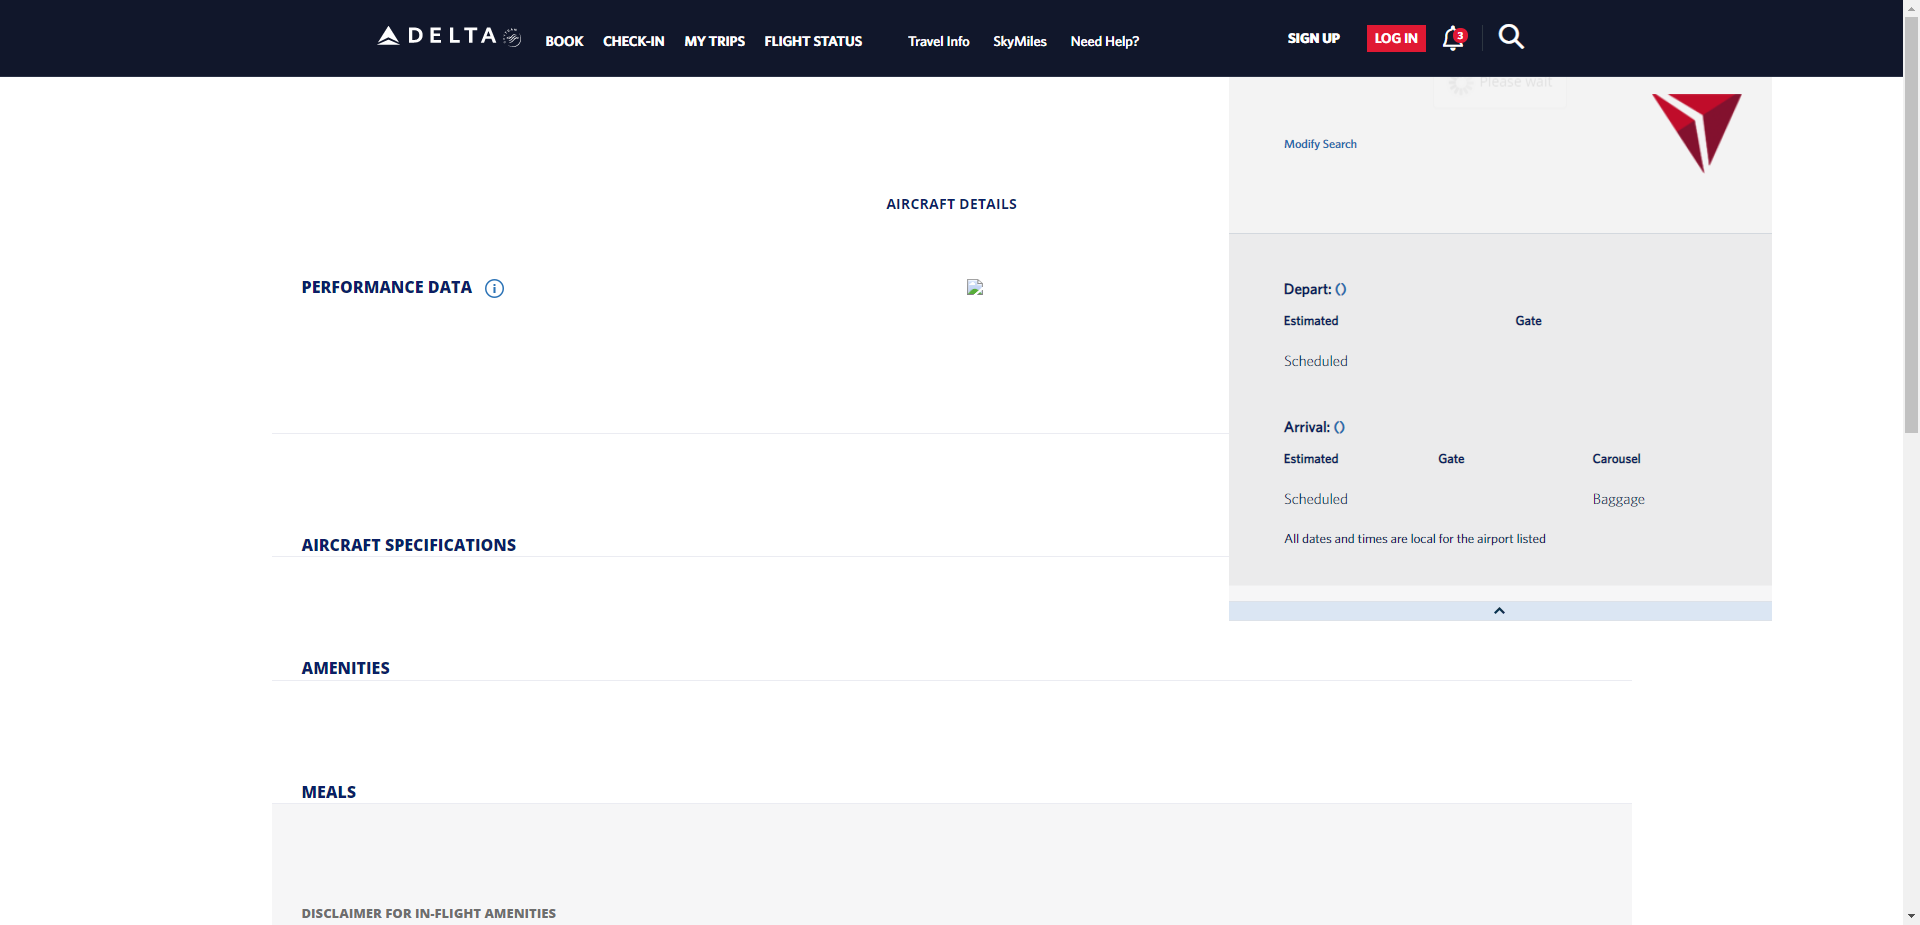 DELTA
BOOK CHECK-IN MY TRIPS FLIGHT STATUS Travel Info SkyMiles Need Help? SIGN UP LOG IN 3
Please wait
Modify Search
AIRCRAFT DETAILS
PERFORMANCE DATA i
Depart: ()
Estimated Gate
Scheduled
Arrival: ()
Estimated Gate Carousel
Scheduled Baggage
All dates and times are local for the airport listed
AIRCRAFT SPECIFICATIONS
AMENITIES
MEALS
DISCLAIMER FOR IN-FLIGHT AMENITIES